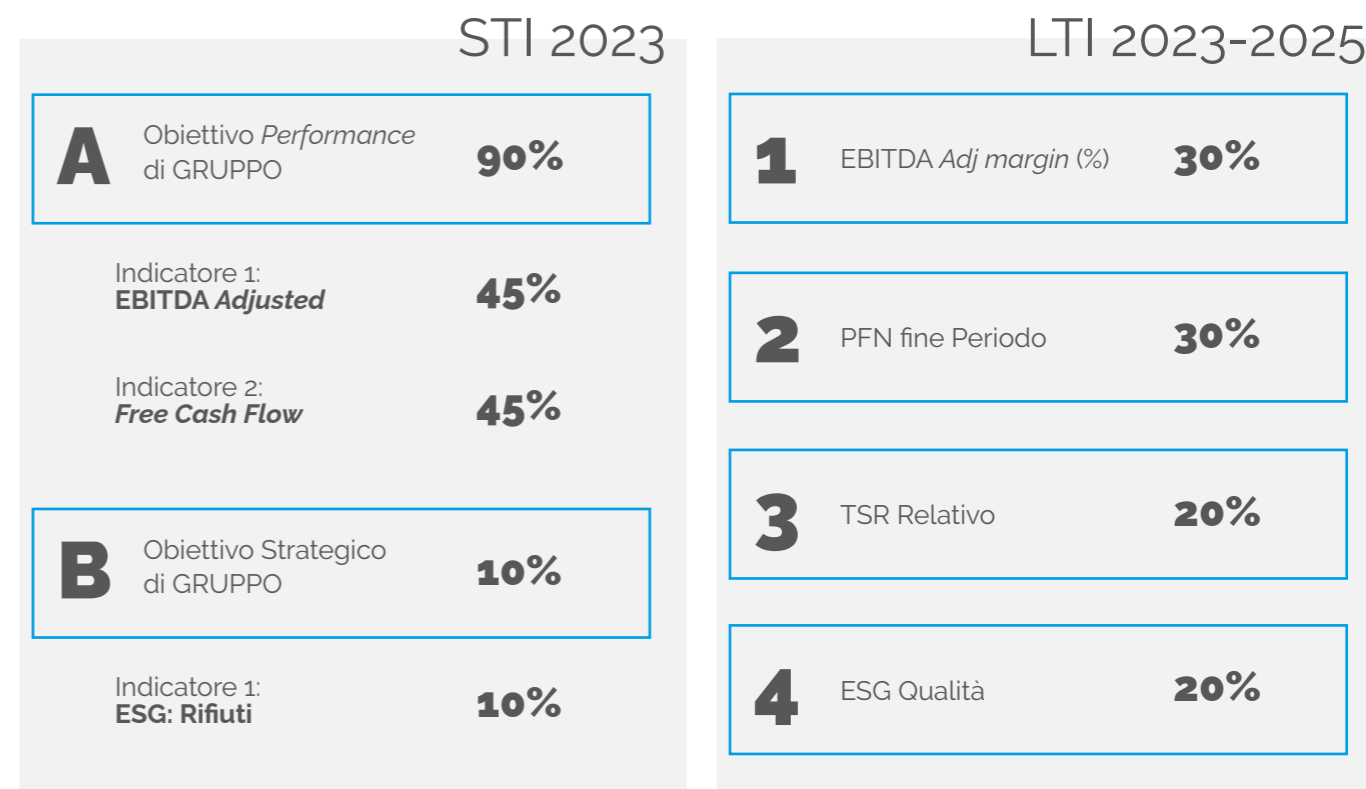 STI 2023
A
Obiettivo Performance
di GRUPPO
90%
Indicatore 1:
EBITDA Adjusted
45%
Indicatore 2:
Free Cash Flow
45%
B
Obiettivo Strategico
di GRUPPO
10%
Indicatore 1:
ESG: Rifiuti
10%
LTI 2023-2025
1
EBITDA Adj margin (%)
30%
2
PFN fine Periodo
30%
3
TSR Relativo
20%
4
ESG Qualità
20%